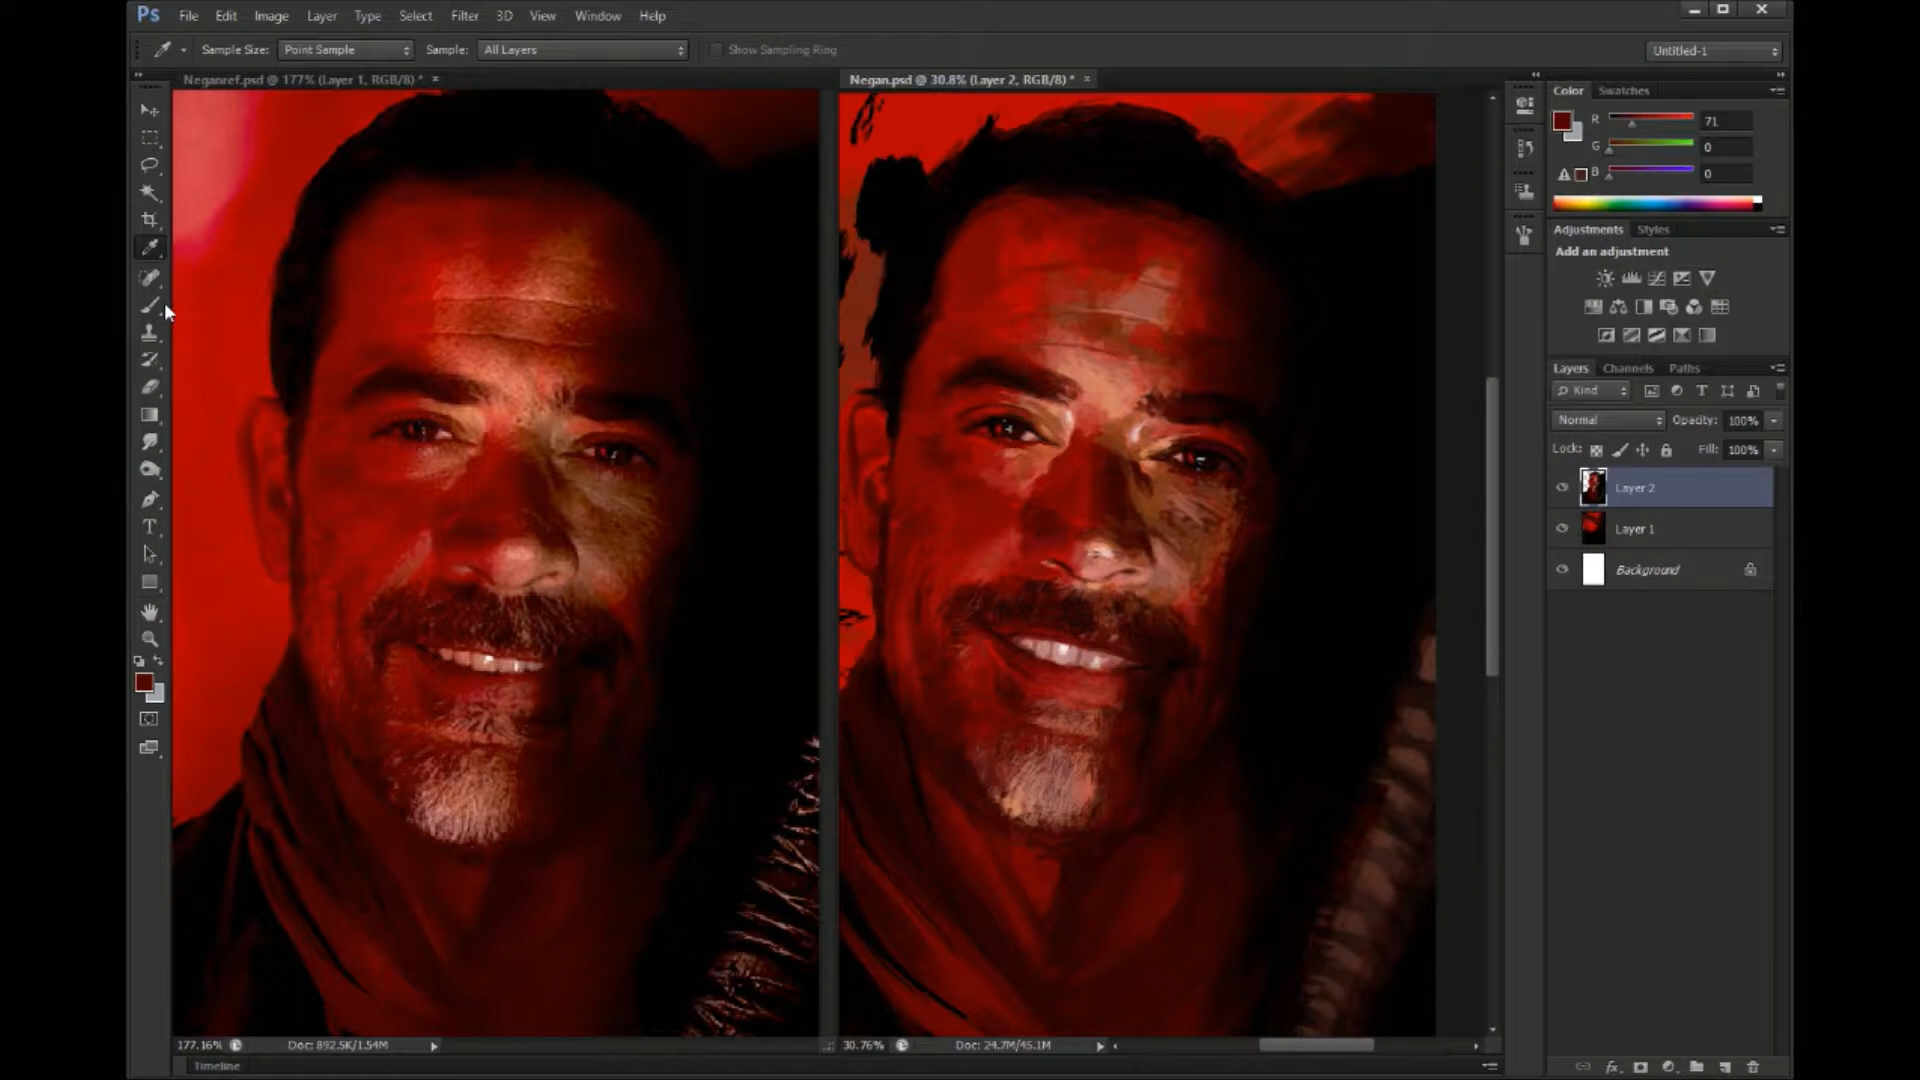 Ps File Edit Image Layer Type Select Filter 3D View Window Help
Sample Size: Point Sample Sample: All Layers Show Sampling Ring Untitled-1
Neganref.psd @ 177% (Layer 1, RGB/8) * × Negan.psd @ 30.8% (Layer 2, RGB/8) * ×
Color Swatches
R 71
G 0
B 0
Adjustments Styles
Add an adjustment
Layers Channels Paths
Kind
Normal Opacity: 100%
Lock: Fill: 100%
Layer 2
Layer 1
Background
177.16% Doc: 892.5K/1.54M 30.76% Doc: 24.7M/45.1M
Timeline